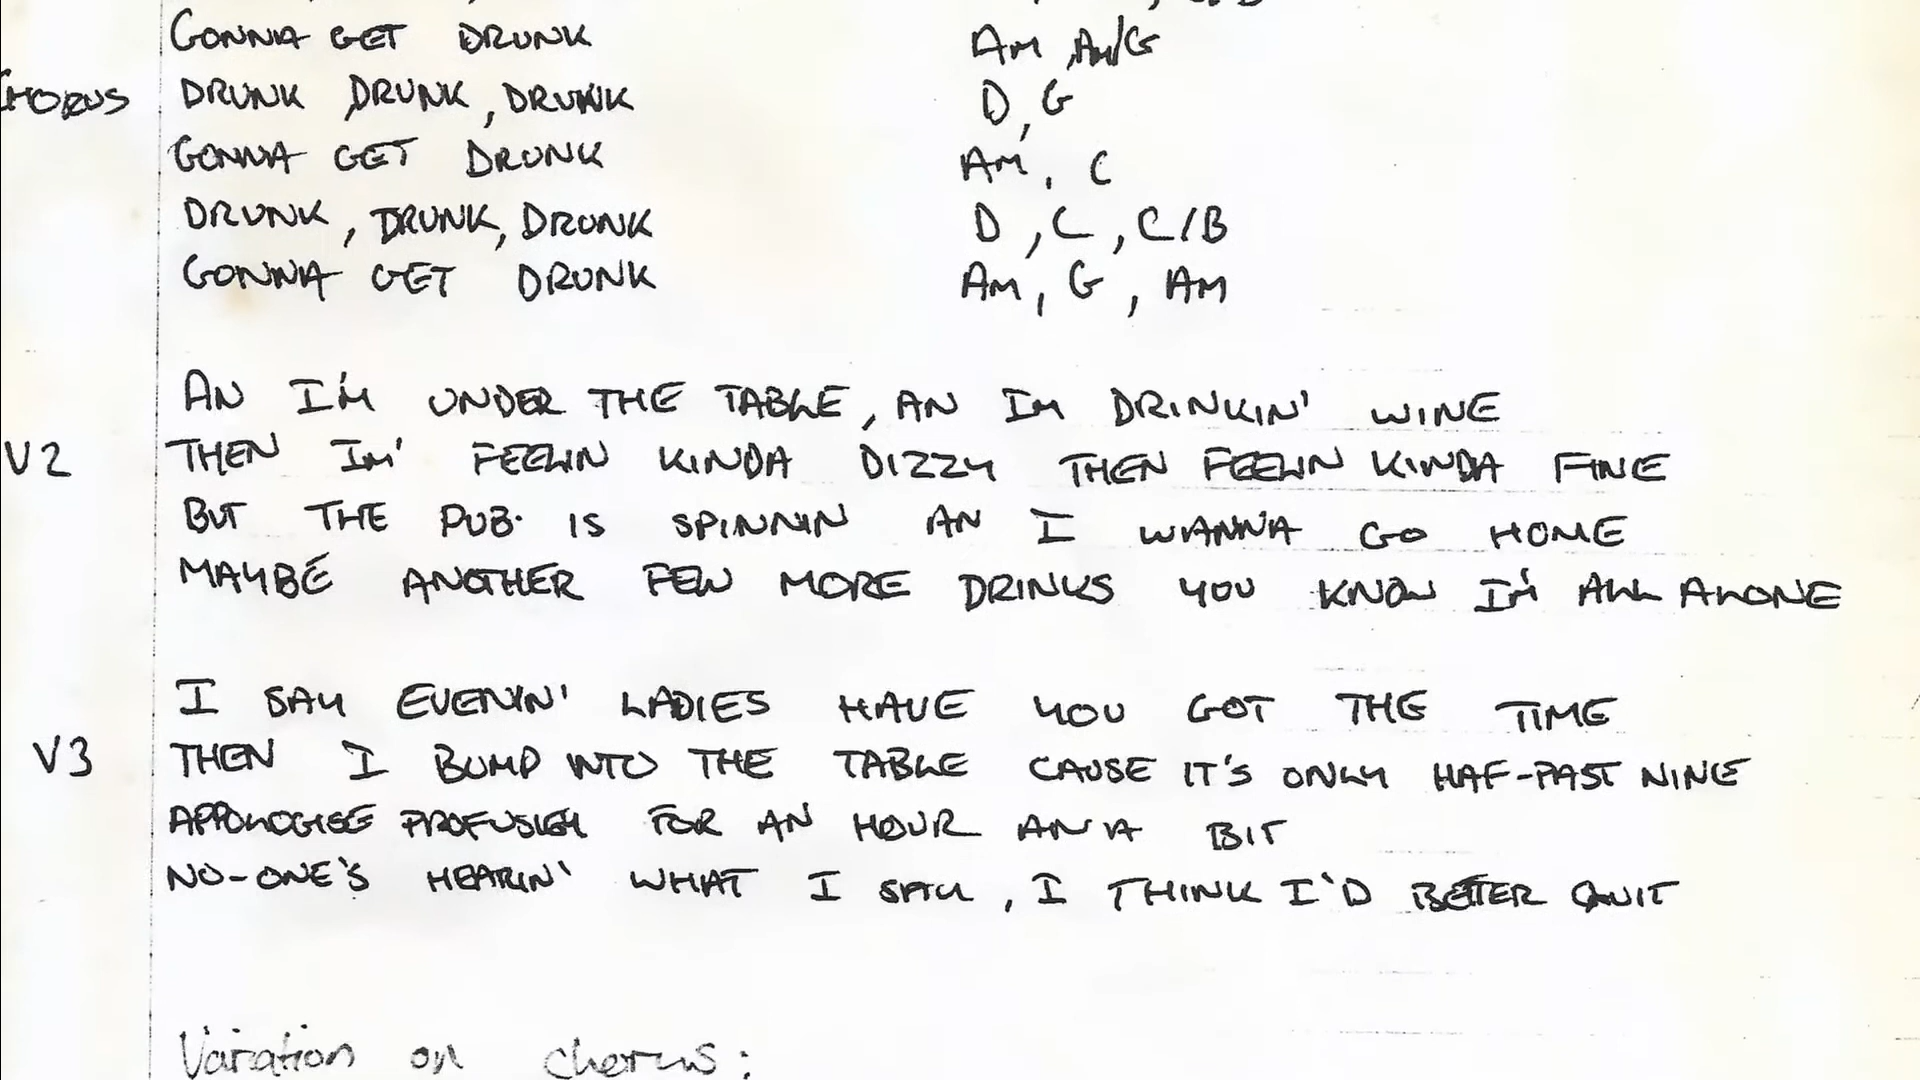 GONNA GET DRUNK Am, Am/G
CHORUS DRUNK DRUNK, DRUNK D, G
GONNA GET DRUNK Am, C
DRUNK, DRUNK, DRUNK D, C, C/B
GONNA GET DRUNK Am, G, Am
AN I'M UNDER THE TABLE, AN IM DRINKIN' WINE
V2 THEN IM' FEELIN KINDA DIZZY THEN FEELIN KINDA FINE
BUT THE PUB IS SPINNIN AN I WANNA GO HOME
MAYBE ANOTHER FEW MORE DRINKS YOU KNOW I'M ALL ALONE
I SAY EVENIN' LADIES HAVE YOU GOT THE TIME
V3 THEN I BUMP INTO THE TABLE CAUSE IT'S ONLY HAF-PAST NINE
APPOLOGISE PROFUSLEY FOR AN HOUR AN A BIT
NO-ONE'S HEARIN' WHAT I SAY, I THINK I'D BETTER QUIT
Variation on chorus: